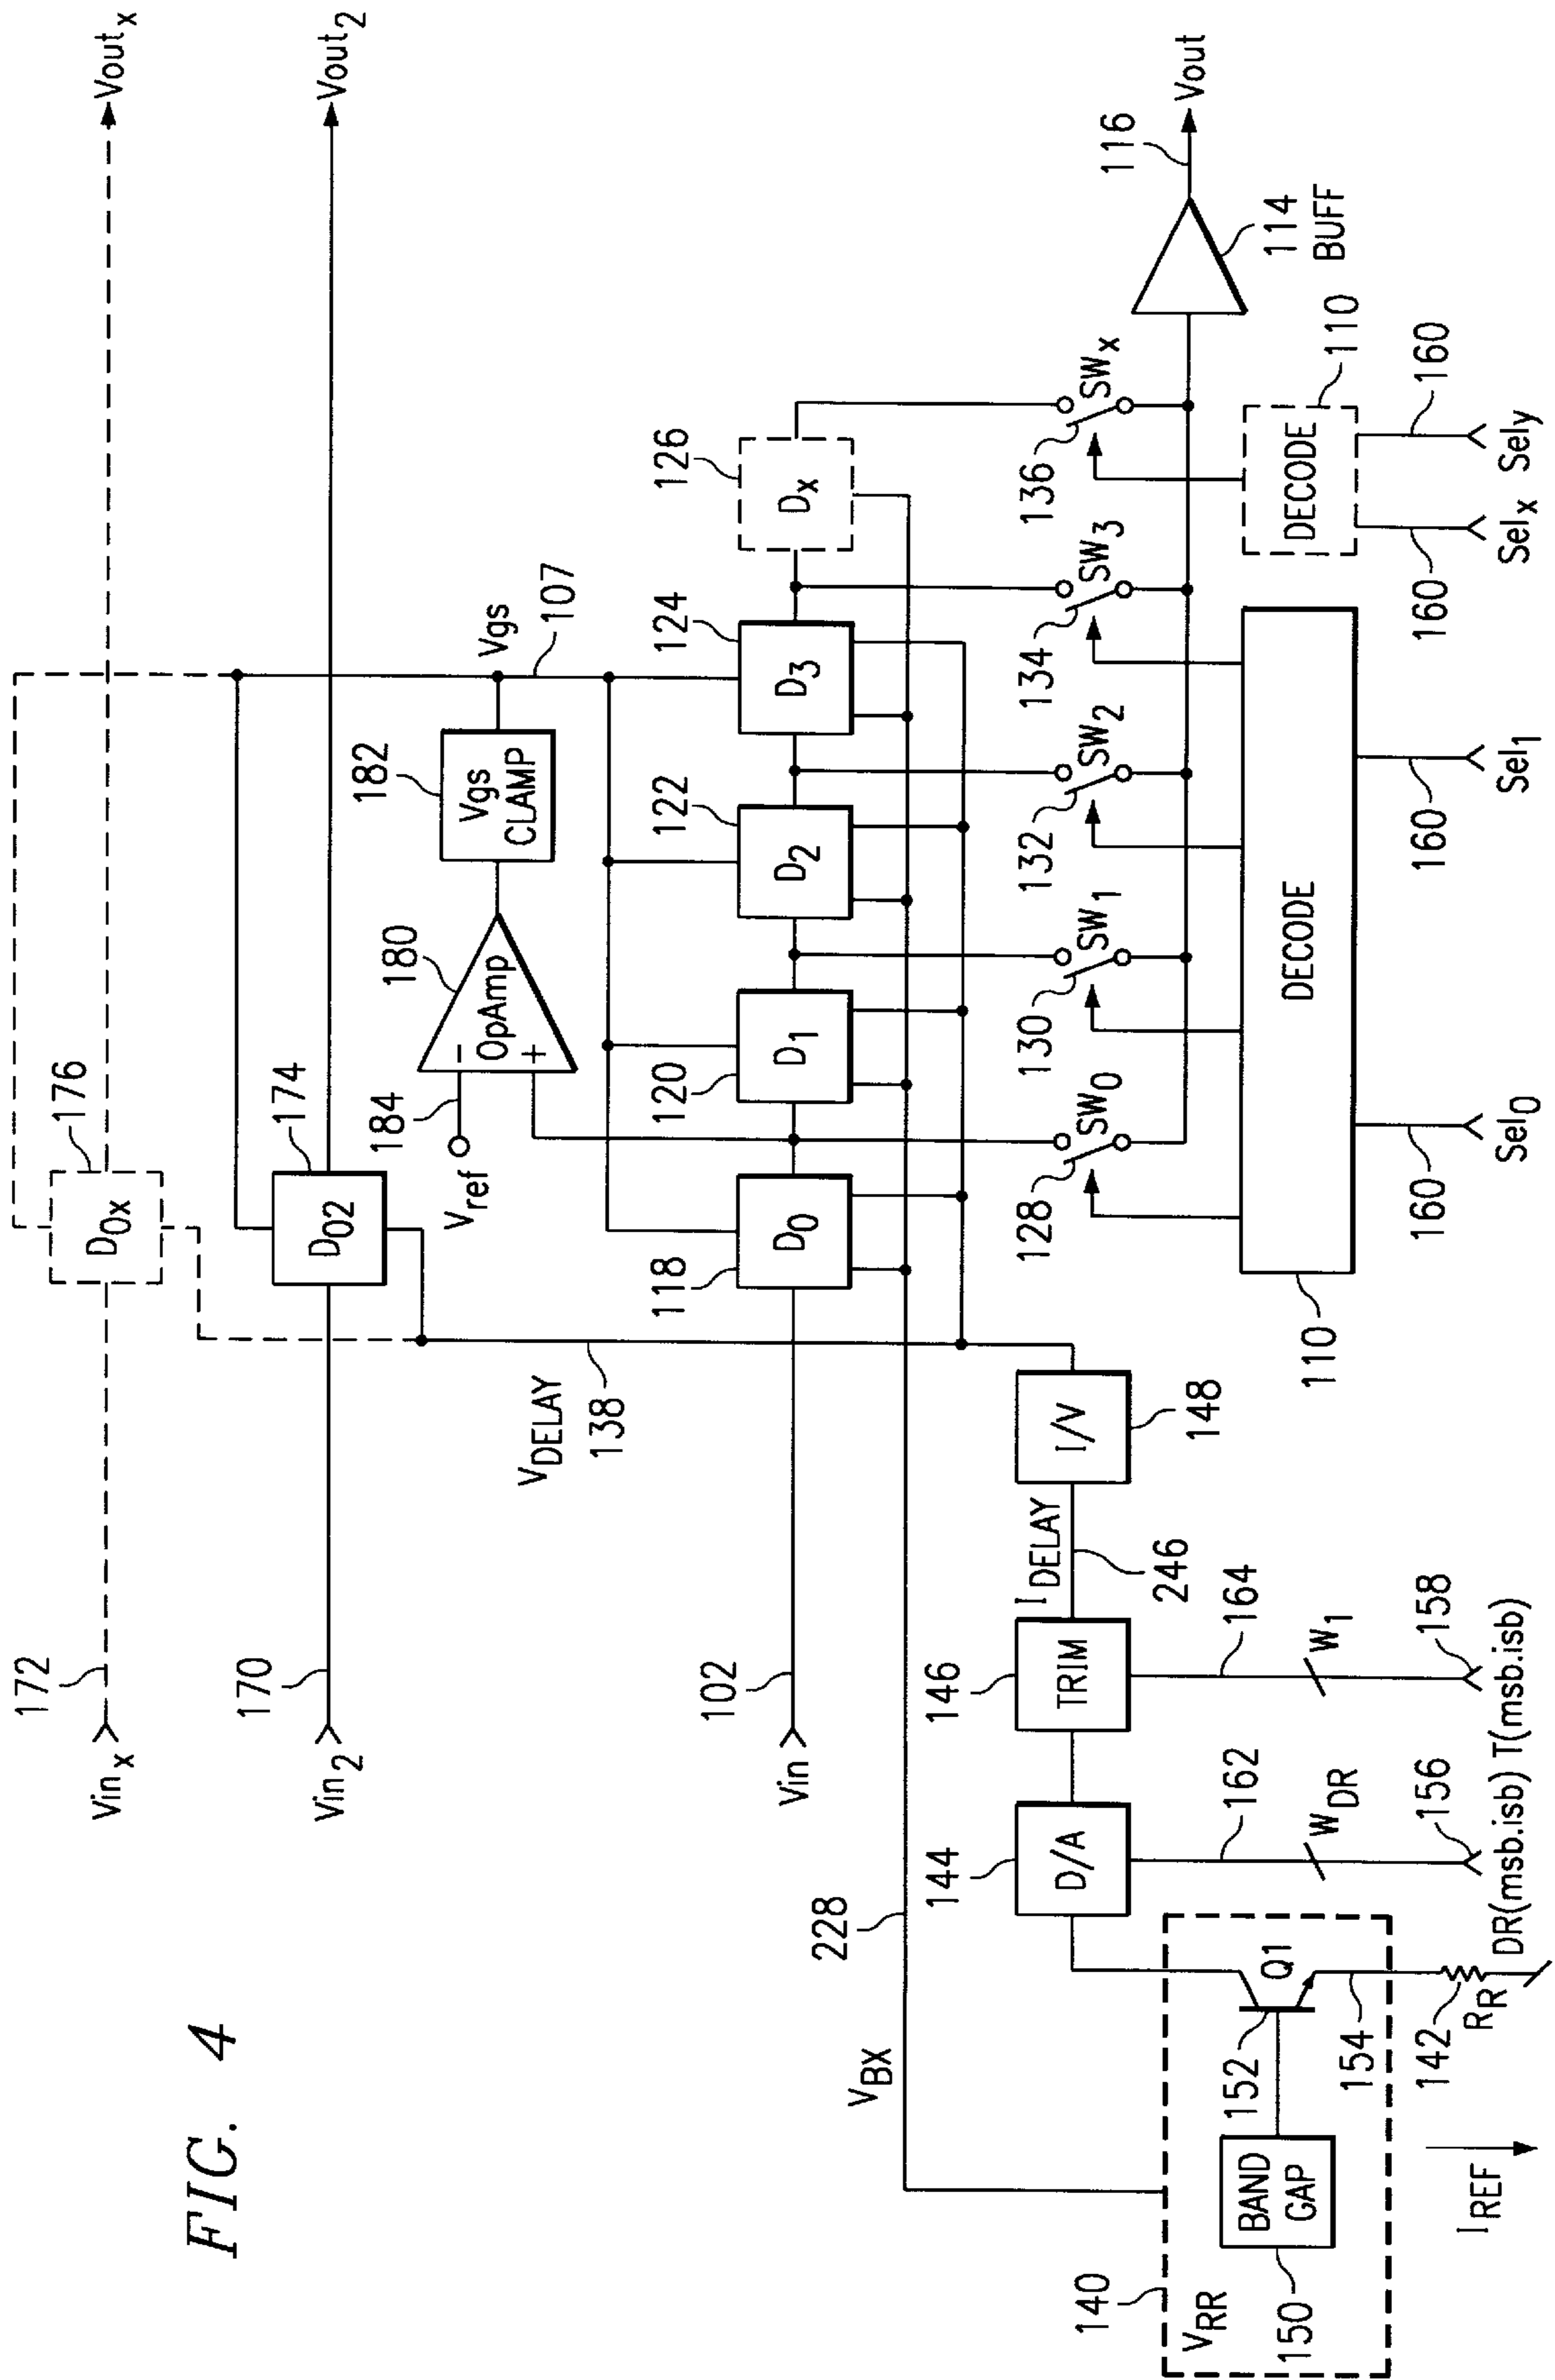 FIG. 4
Vin_x
172
D_0x
176
Vout_x
Vin_2
170
D_02
174
Vout_2
V_ref
184
OpAmp
-
+
180
Vgs
CLAMP
182
Vgs
107
V_DELAY
138
Vin
102
D_0
118
D_1
120
D_2
122
D_3
124
D_x
126
V_BX
228
128
SW_0
130
SW_1
132
SW_2
134
SW_3
136
SW_x
116
Vout
114
BUFF
DECODE
110
DECODE
110
160
Sel_0
160
Sel_1
160
Sel_x
160
Sel_y
140
V_RR
BAND
GAP
150
152
Q1
154
142
R_R
I_REF
D/A
144
162
W_DR
156
DR(msb.isb)
TRIM
146
164
W_1
158
T(msb.isb)
I_DELAY
246
I/V
148